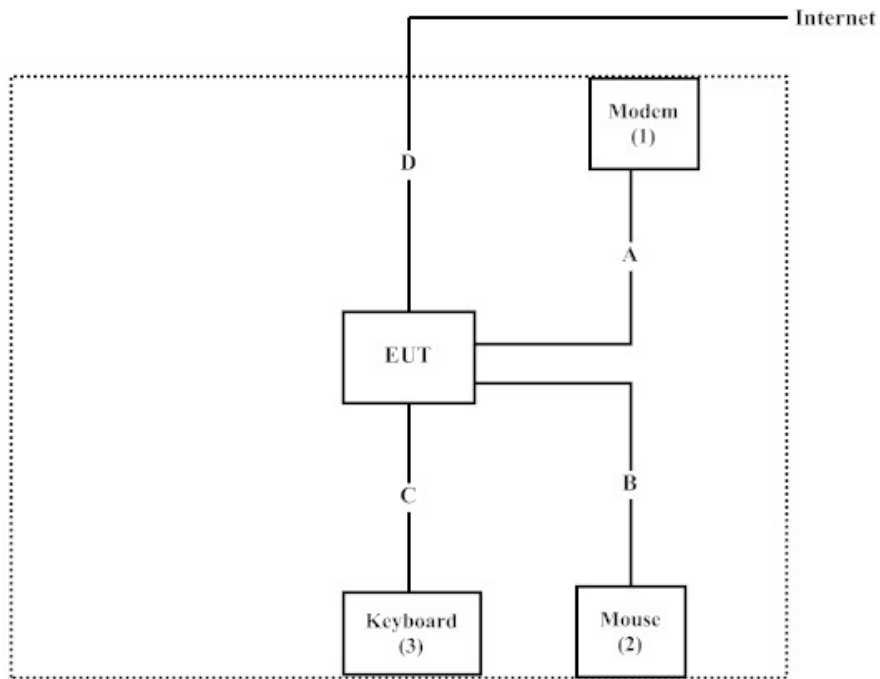 Internet
Modem
(1)
D
A
EUT
C
B
Keyboard
(3)
Mouse
(2)